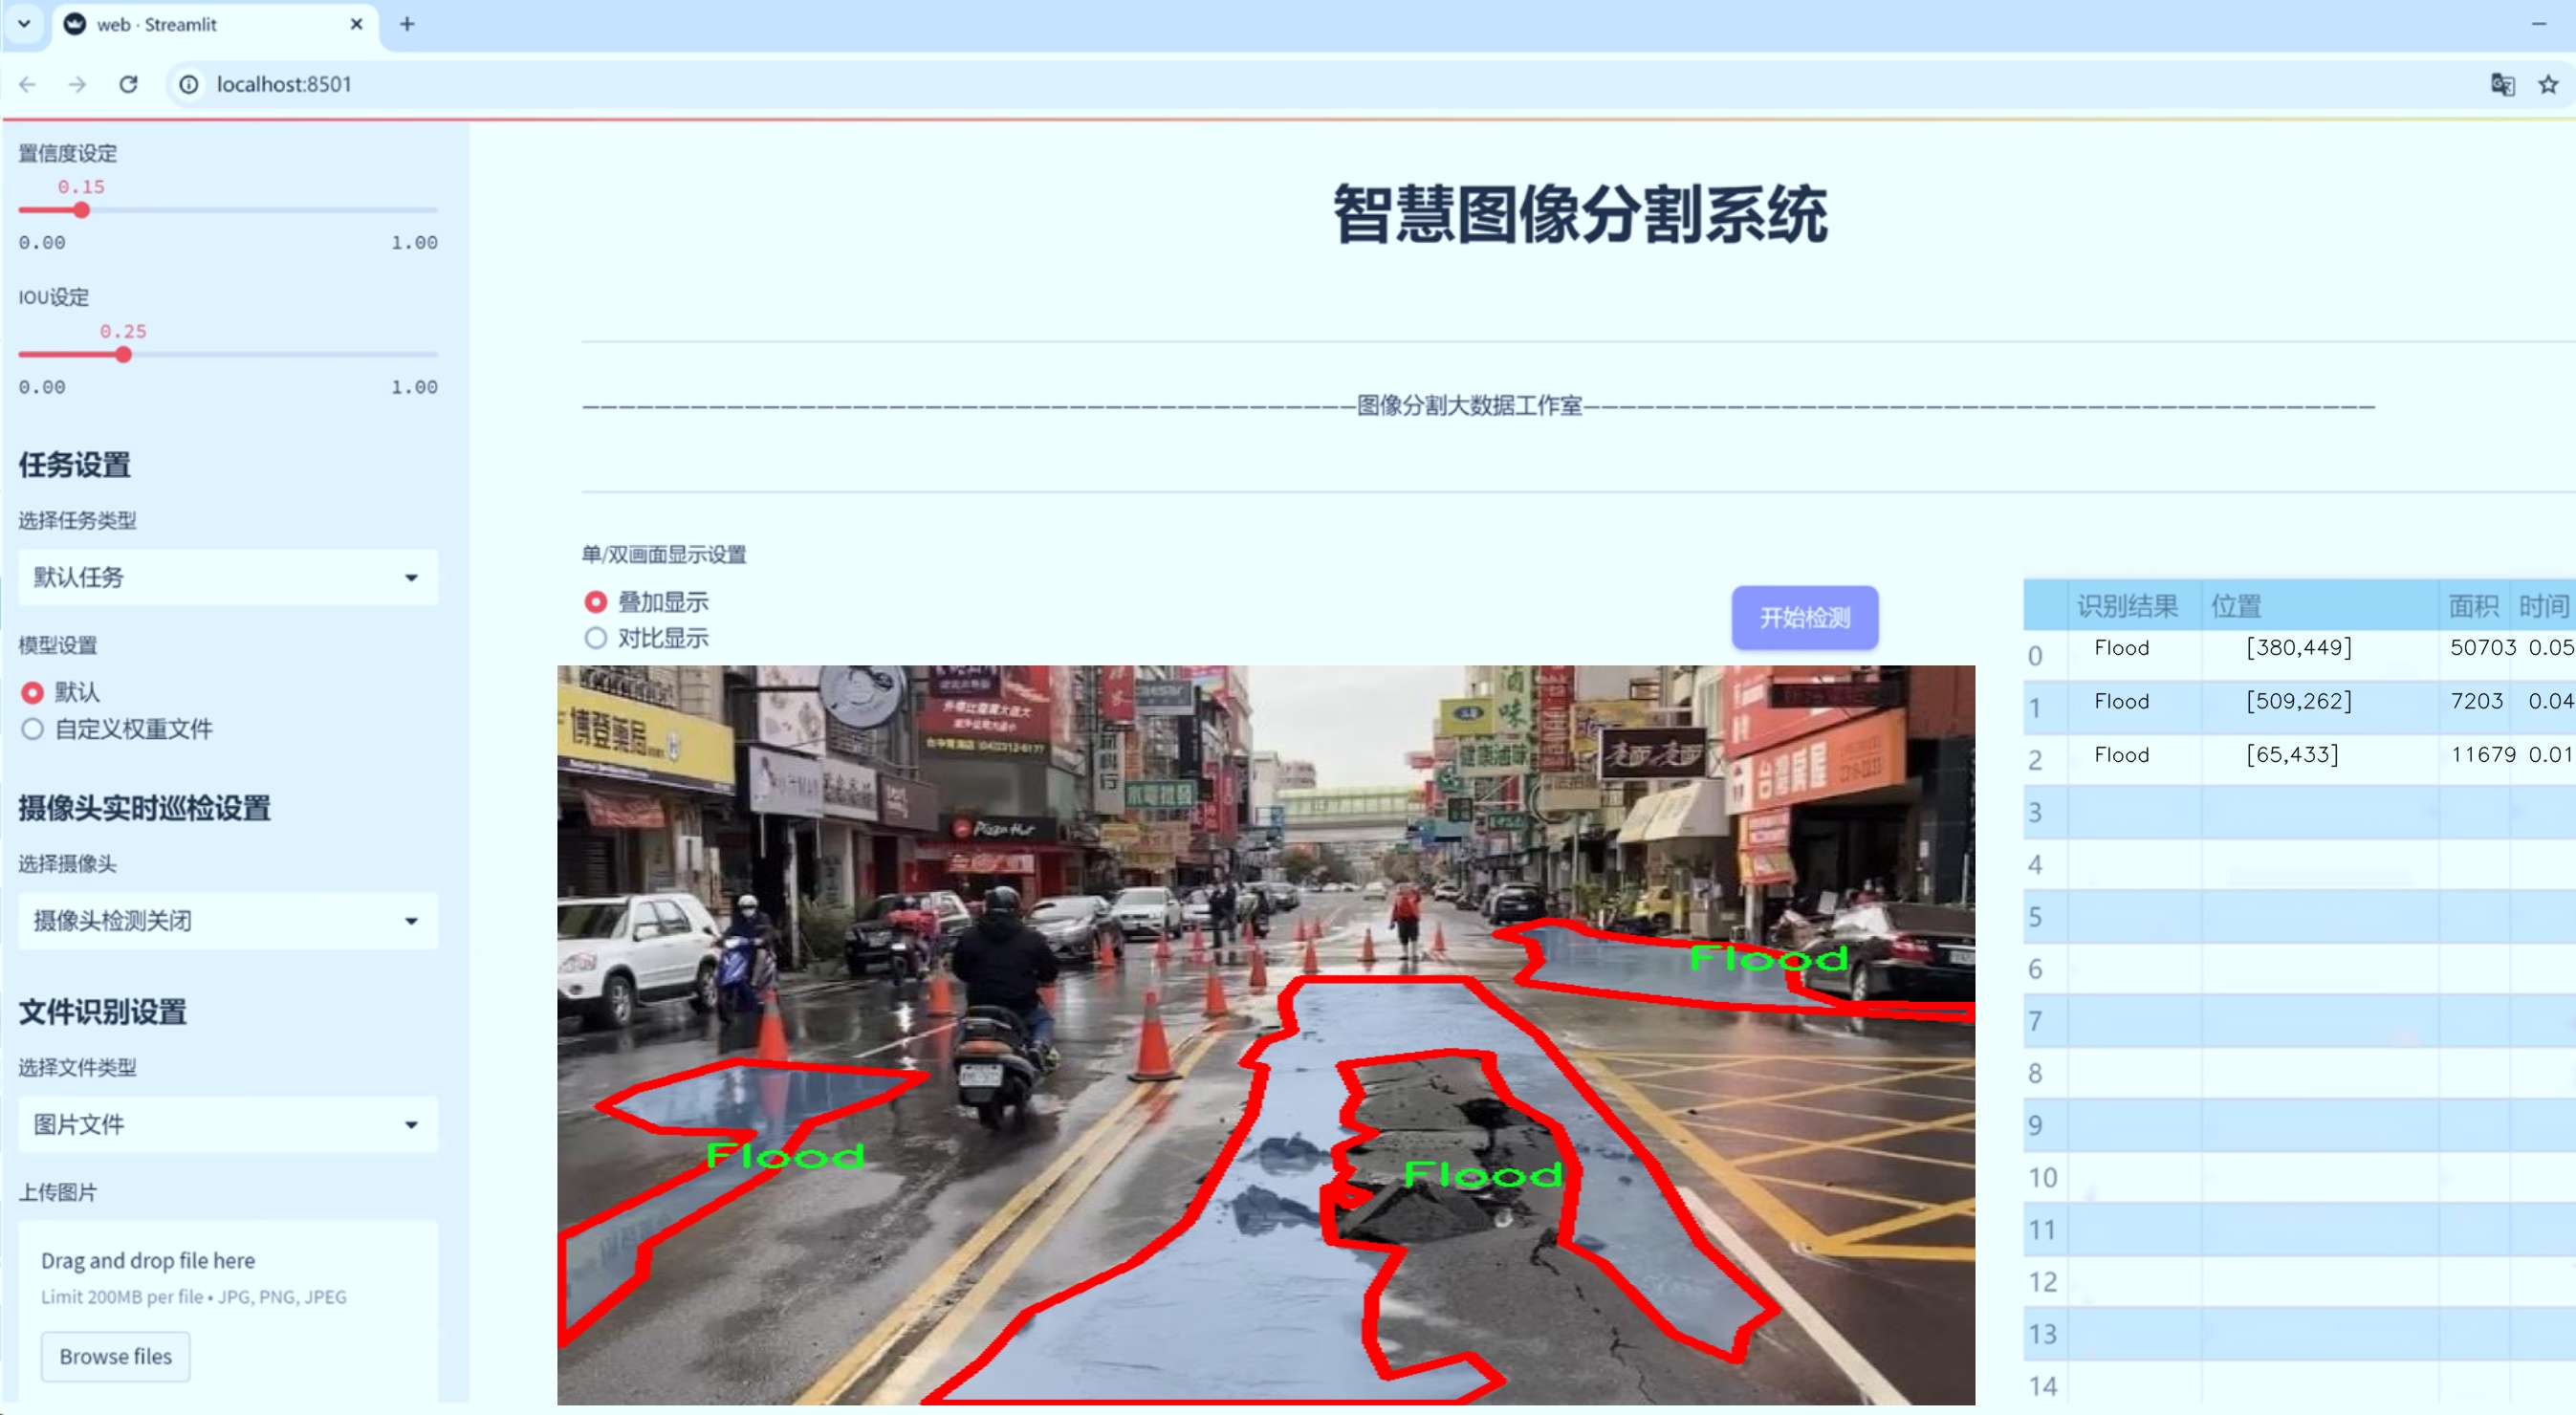 web · Streamlit
localhost:8501
置信度设定
0.15
0.00 1.00
IOU设定
0.25
0.00 1.00
任务设置
选择任务类型
默认任务
模型设置
默认
自定义权重文件
摄像头实时巡检设置
选择摄像头
摄像头检测关闭
文件识别设置
选择文件类型
图片文件
上传图片
Drag and drop file here
Limit 200MB per file • JPG, PNG, JPEG
Browse files
智慧图像分割系统
————图像分割大数据工作室————
单/双画面显示设置
叠加显示
对比显示
开始检测
博登藥局
Pizza Hut
水電
台灣房屋
Flood
Flood
Flood
识别结果 位置 面积 时间
0 Flood [380,449] 50703 0.05
1 Flood [509,262] 7203 0.04
2 Flood [65,433] 11679 0.01
3
4
5
6
7
8
9
10
11
12
13
14